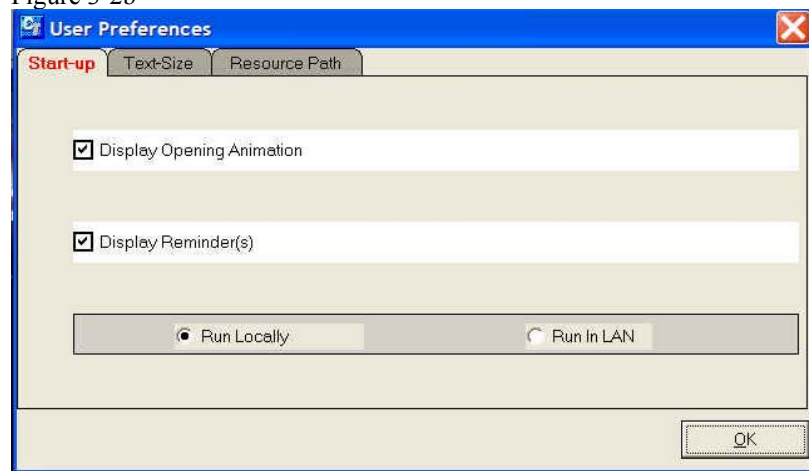 Figure 3-2b
User Preferences
Start-up Text-Size Resource Path
Display Opening Animation
Display Reminder(s)
Run Locally Run In LAN
OK